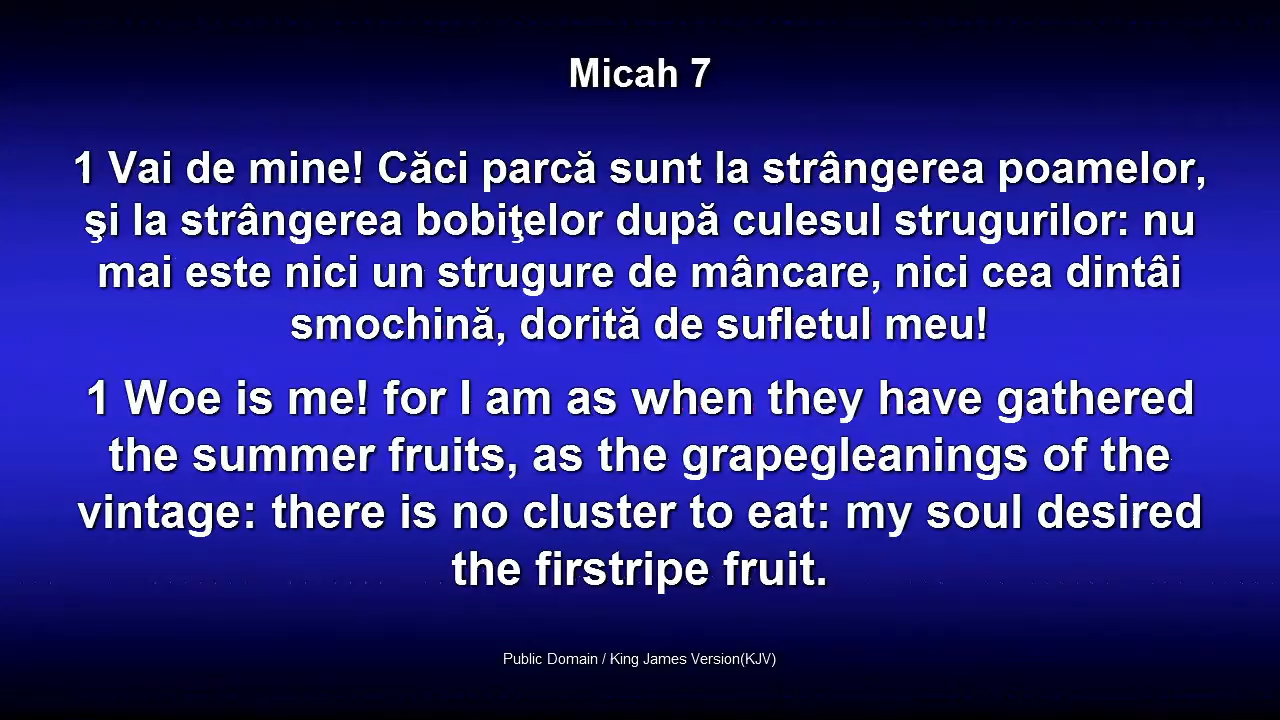 Micah 7
1 Vai de mine! Căci parcă sunt la strângerea poamelor,
şi la strângerea bobiţelor după culesul strugurilor: nu
mai este nici un strugure de mâncare, nici cea dintâi
smochină, dorită de sufletul meu!
1 Woe is me! for I am as when they have gathered
the summer fruits, as the grapegleanings of the
vintage: there is no cluster to eat: my soul desired
the firstripe fruit.
Public Domain / King James Version(KJV)